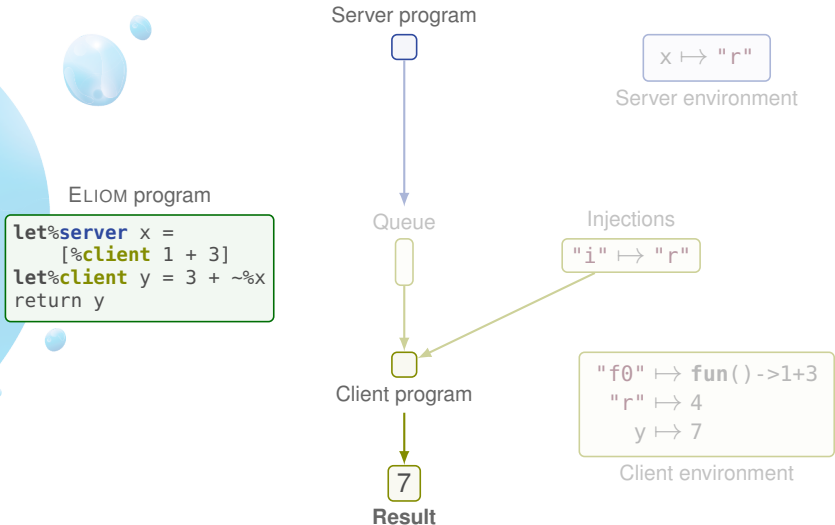 Server program
x ⟼ "r"
Server environment
ELIOM program
let%server x =
    [%client 1 + 3]
let%client y = 3 + ~%x
return y
Queue
Injections
"i" ⟼ "r"
Client program
"f0" ⟼ fun()->1+3
"r" ⟼ 4
y ⟼ 7
Client environment
7
Result